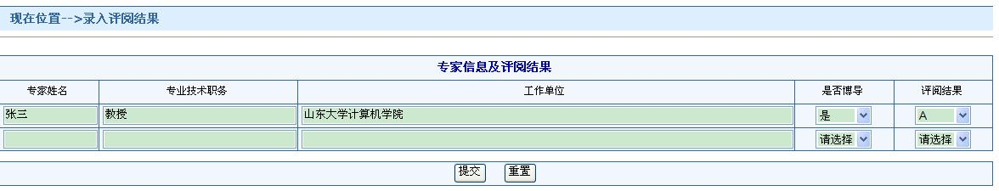 现在位置-->录入评阅结果
专家信息及评阅结果
专家姓名 专业技术职务 工作单位 是否博导 评阅结果
张三 教授 山东大学计算机学院 是 A
请选择 请选择
提交 重置